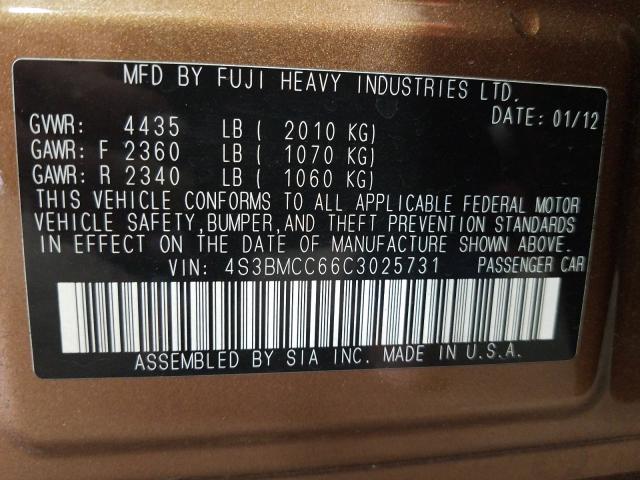 MFD BY FUJI HEAVY INDUSTRIES LTD.
DATE: 01/12
GVWR: 4435 LB ( 2010 KG)
GAWR: F 2360 LB ( 1070 KG)
GAWR: R 2340 LB ( 1060 KG)
THIS VEHICLE CONFORMS TO ALL APPLICABLE FEDERAL MOTOR
VEHICLE SAFETY,BUMPER,AND THEFT PREVENTION STANDARDS
IN EFFECT ON THE DATE OF MANUFACTURE SHOWN ABOVE.
VIN: 4S3BMCC66C3025731 PASSENGER CAR
ASSEMBLED BY SIA INC. MADE IN U.S.A.